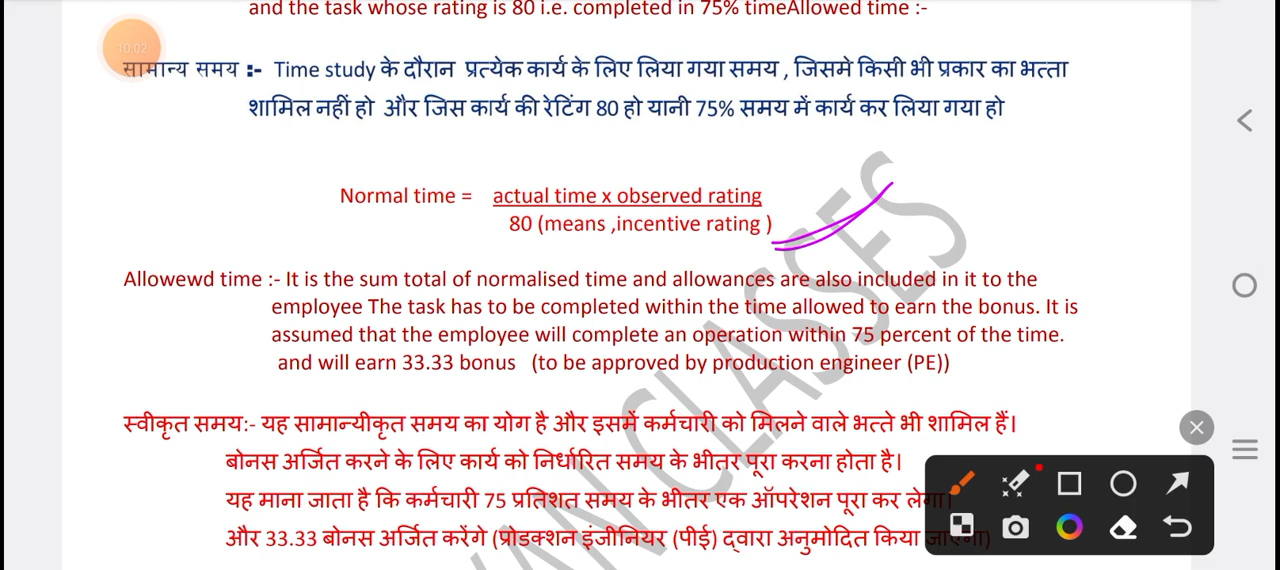 and the task whose rating is 80 i.e. completed in 75% timeAllowed time :-
10:02
सामान्य समय :- Time study के दौरान प्रत्येक कार्य के लिए लिया गया समय , जिसमे किसी भी प्रकार का भत्ता
शामिल नहीं हो और जिस कार्य की रेटिंग 80 हो यानी 75% समय में कार्य कर लिया गया हो
Normal time = actual time x observed rating
80 (means ,incentive rating )
Allowewd time :- It is the sum total of normalised time and allowances are also included in it to the
employee The task has to be completed within the time allowed to earn the bonus. It is
assumed that the employee will complete an operation within 75 percent of the time.
and will earn 33.33 bonus (to be approved by production engineer (PE))
स्वीकृत समय:- यह सामान्यीकृत समय का योग है और इसमें कर्मचारी को मिलने वाले भत्ते भी शामिल हैं।
बोनस अर्जित करने के लिए कार्य को निर्धारित समय के भीतर पूरा करना होता है।
यह माना जाता है कि कर्मचारी 75 प्रतिशत समय के भीतर एक ऑपरेशन पूरा कर लेगा।
और 33.33 बोनस अर्जित करेंगे (प्रोडक्शन इंजीनियर (पीई) द्वारा अनुमोदित किया जाएगा)
AN CLASSES